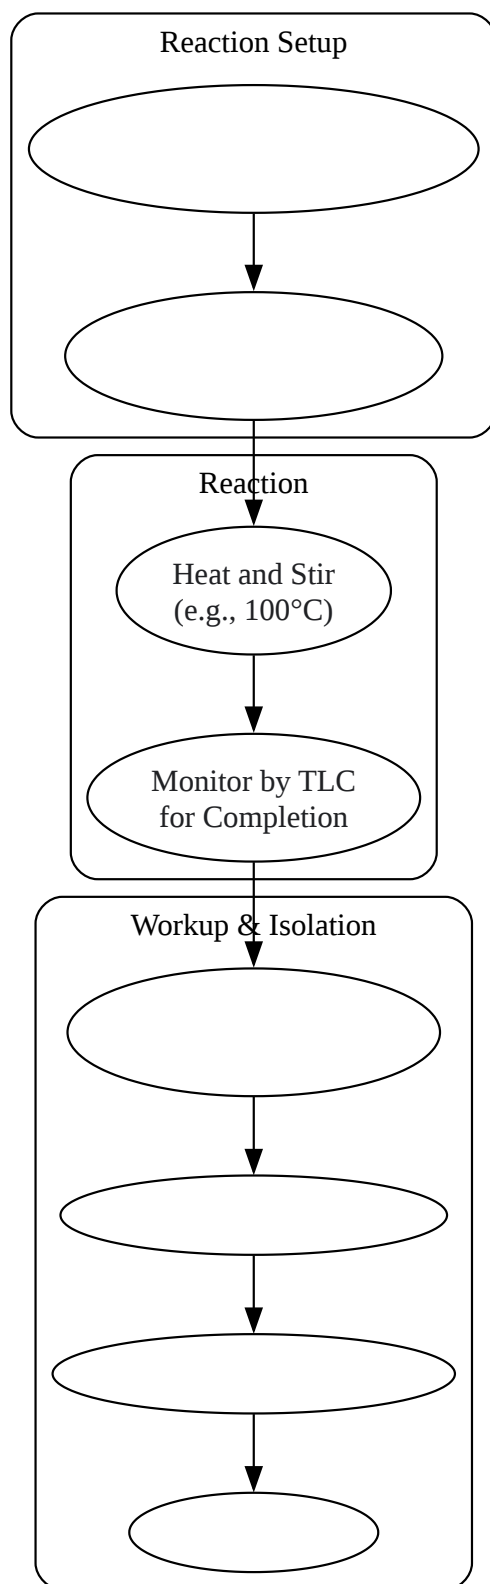 Reaction Setup
Reaction
Heat and Stir
(e.g., 100°C)
Monitor by TLC
for Completion
Workup & Isolation